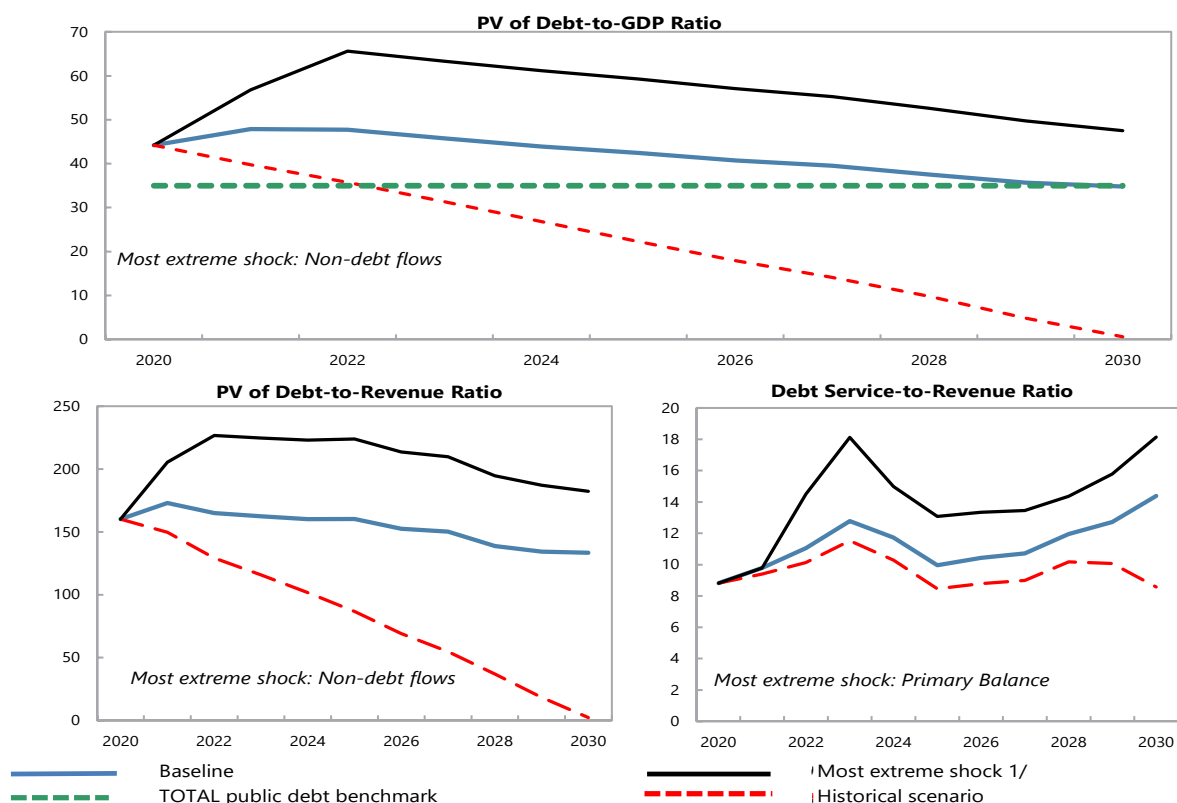 PV of Debt-to-GDP Ratio
70
60
50
40
30
20
10
0
Most extreme shock: Non-debt flows
2020 2022 2024 2026 2028 2030
PV of Debt-to-Revenue Ratio
250
200
150
100
50
0
Most extreme shock: Non-debt flows
2020 2022 2024 2026 2028 2030
Debt Service-to-Revenue Ratio
20
18
16
14
12
10
8
6
4
2
0
Most extreme shock: Primary Balance
2020 2022 2024 2026 2028 2030
Baseline
Most extreme shock 1/
TOTAL public debt benchmark
Historical scenario